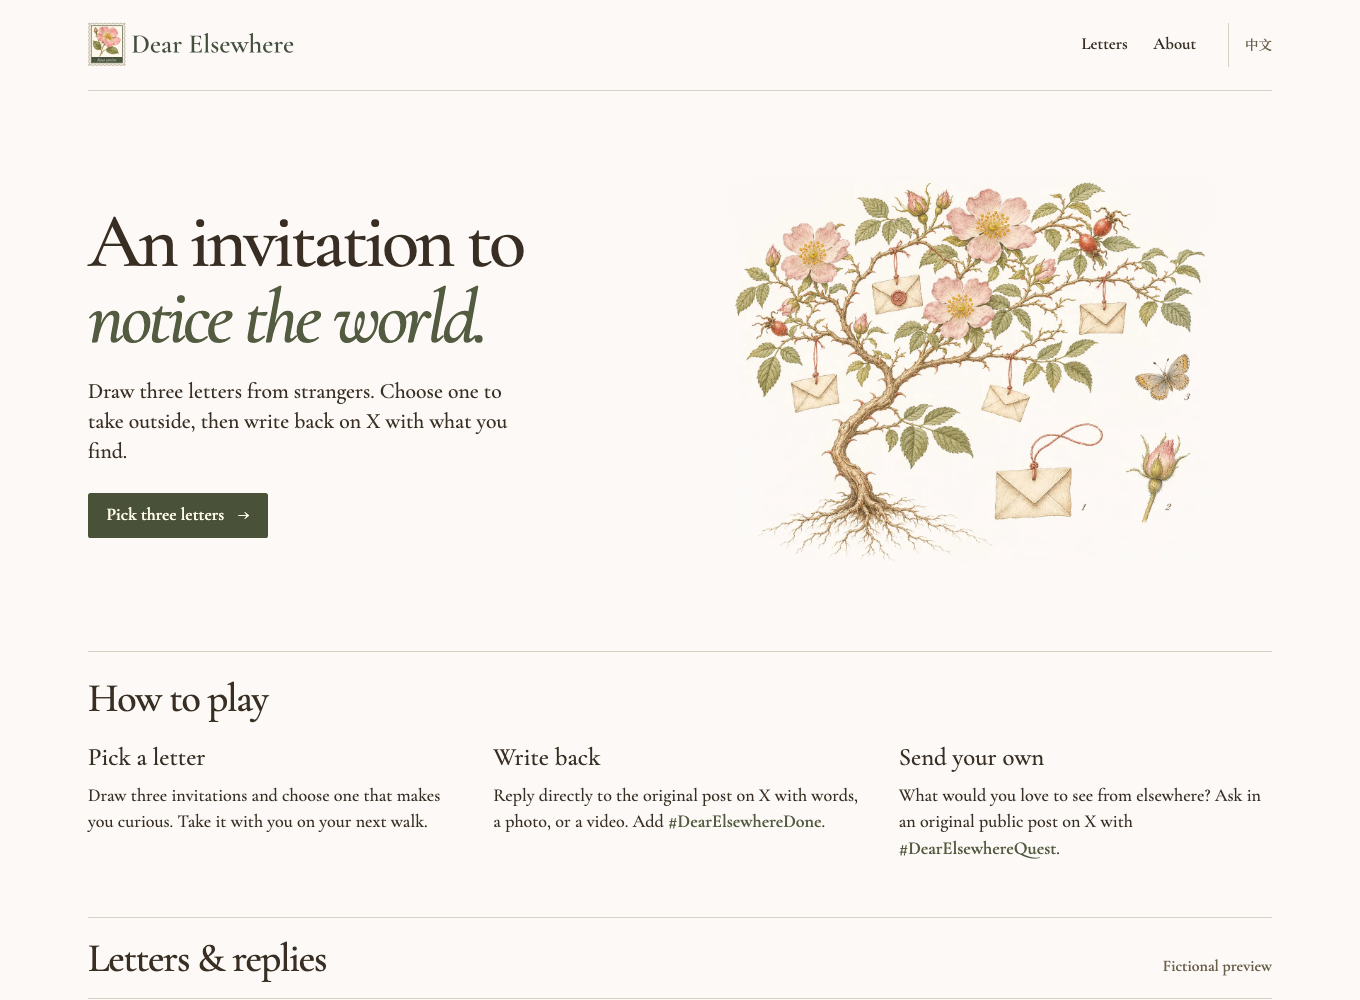 Dear Elsewhere
Letters
About
中文
An invitation to
notice the world.
Draw three letters from strangers. Choose one to
take outside, then write back on X with what you
find.
Pick three letters →
3
1
2
How to play
Pick a letter
Draw three invitations and choose one that makes
you curious. Take it with you on your next walk.
Write back
Reply directly to the original post on X with words,
a photo, or a video. Add #DearElsewhereDone.
Send your own
What would you love to see from elsewhere? Ask in
an original public post on X with
#DearElsewhereQuest.
Letters & replies
Fictional preview